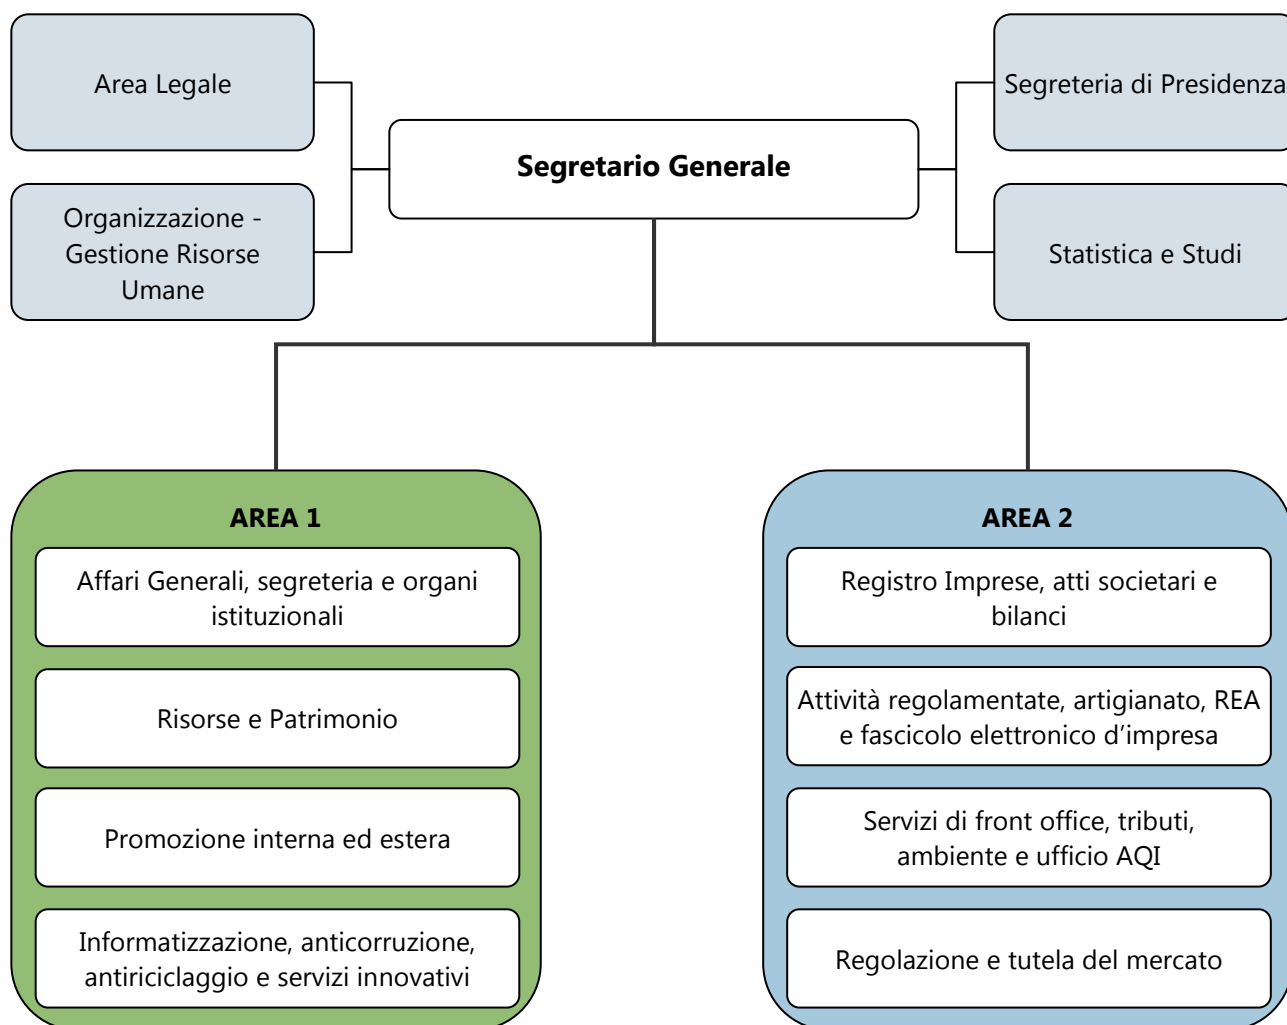 Area Legale
Segreteria di Presidenza
Segretario Generale
Organizzazione -
Gestione Risorse
Umane
Statistica e Studi
AREA 1
Affari Generali, segreteria e organi
istituzionali
Risorse e Patrimonio
Promozione interna ed estera
Informatizzazione, anticorruzione,
antiriciclaggio e servizi innovativi
AREA 2
Registro Imprese, atti societari e
bilanci
Attività regolamentate, artigianato, REA
e fascicolo elettronico d’impresa
Servizi di front office, tributi,
ambiente e ufficio AQI
Regolazione e tutela del mercato